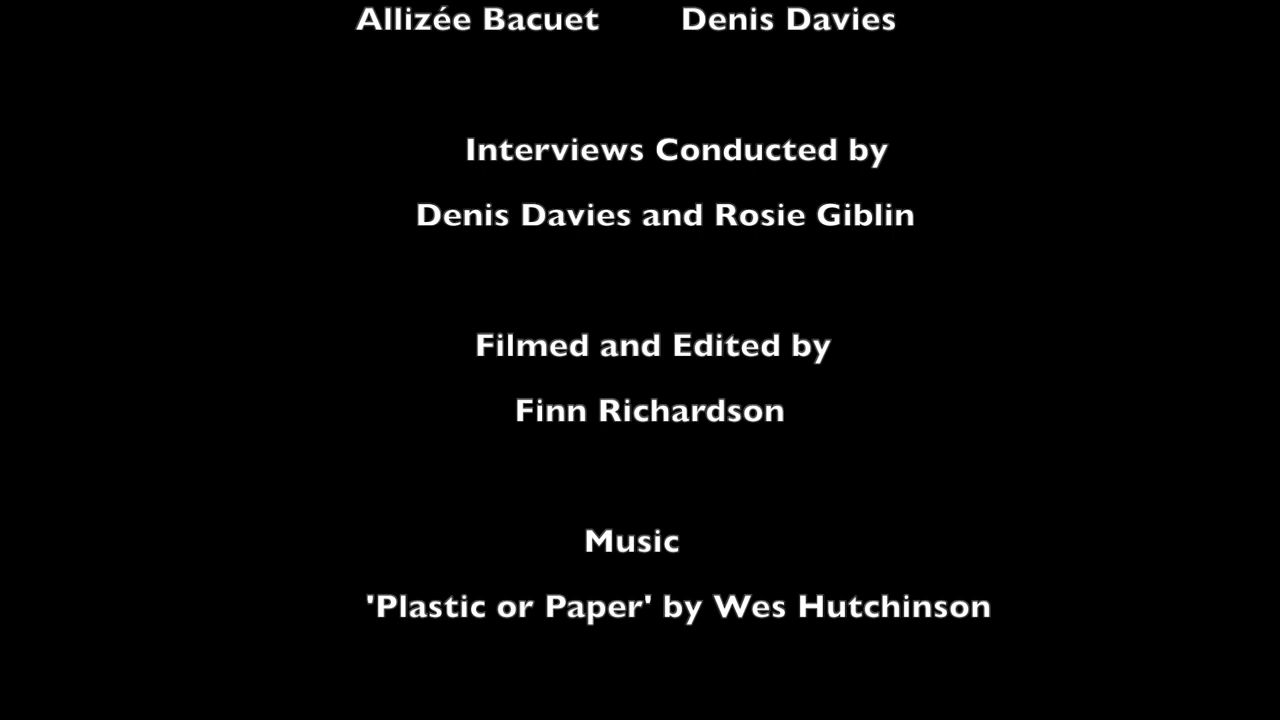 Allizée Bacuet Denis Davies
Interviews Conducted by
Denis Davies and Rosie Giblin
Filmed and Edited by
Finn Richardson
Music
'Plastic or Paper' by Wes Hutchinson